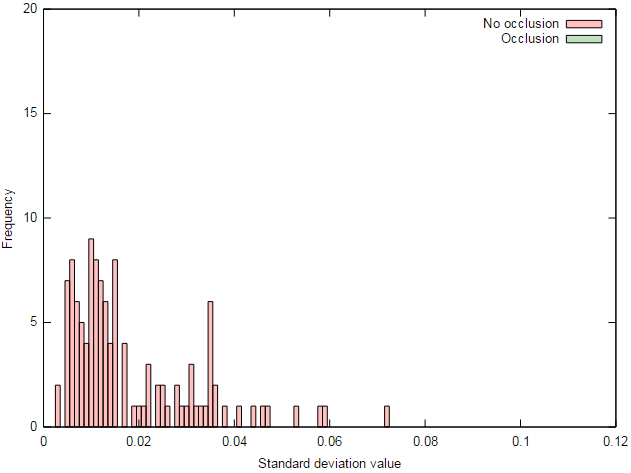 20
No occlusion
Occlusion
15
Frequency
10
5
0
0 0.02 0.04 0.06 0.08 0.1 0.12
Standard deviation value